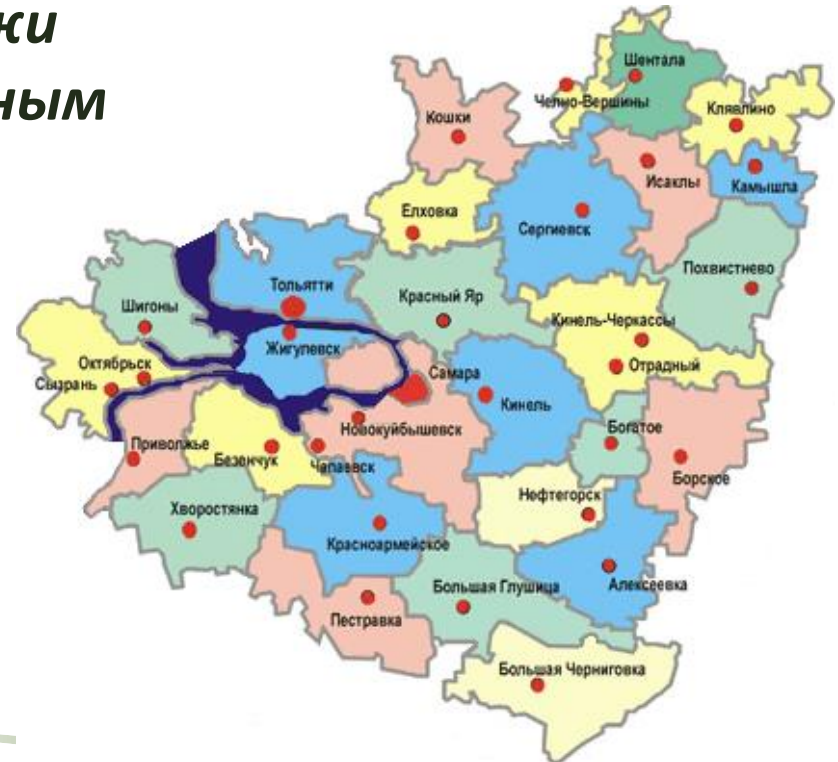 ки
ным
Шентала
Челно-Вершины
Клявлино
Кошки
Исаклы
Камышла
Елховка
Сергиевск
Похвистнево
Тольятти
Красный Яр
Шигоны
Кинель-Черкассы
Жигулевск
Октябрьск
Самара
Отрадный
Сызрань
Кинель
Новокуйбышевск
Богатое
Приволжье
Безенчук
Чапаевск
Борское
Нефтегорск
Хворостянка
Красноармейское
Большая Глушица
Алексеевка
Пестравка
Большая Черниговка